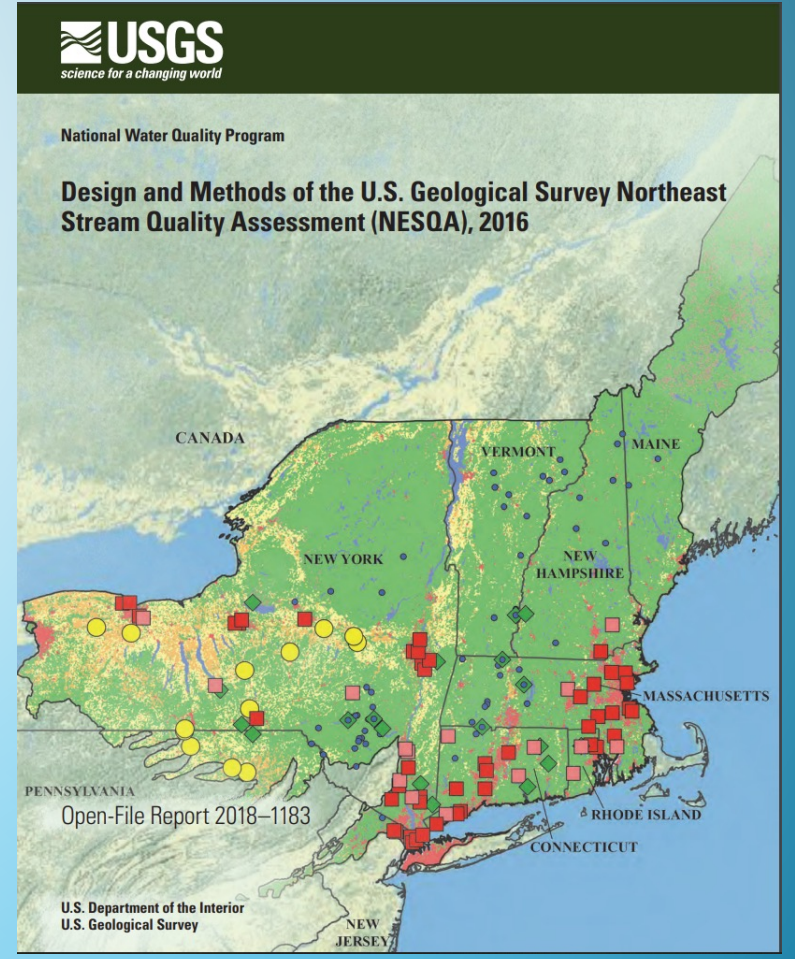 USGS
science for a changing world
National Water Quality Program
Design and Methods of the U.S. Geological Survey Northeast
Stream Quality Assessment (NESQA), 2016
CANADA
VERMONT
MAINE
NEW YORK
NEW
HAMPSHIRE
MASSACHUSETTS
PENNSYLVANIA
Open-File Report 2018–1183
RHODE ISLAND
CONNECTICUT
U.S. Department of the Interior
U.S. Geological Survey
NEW
JERSEY